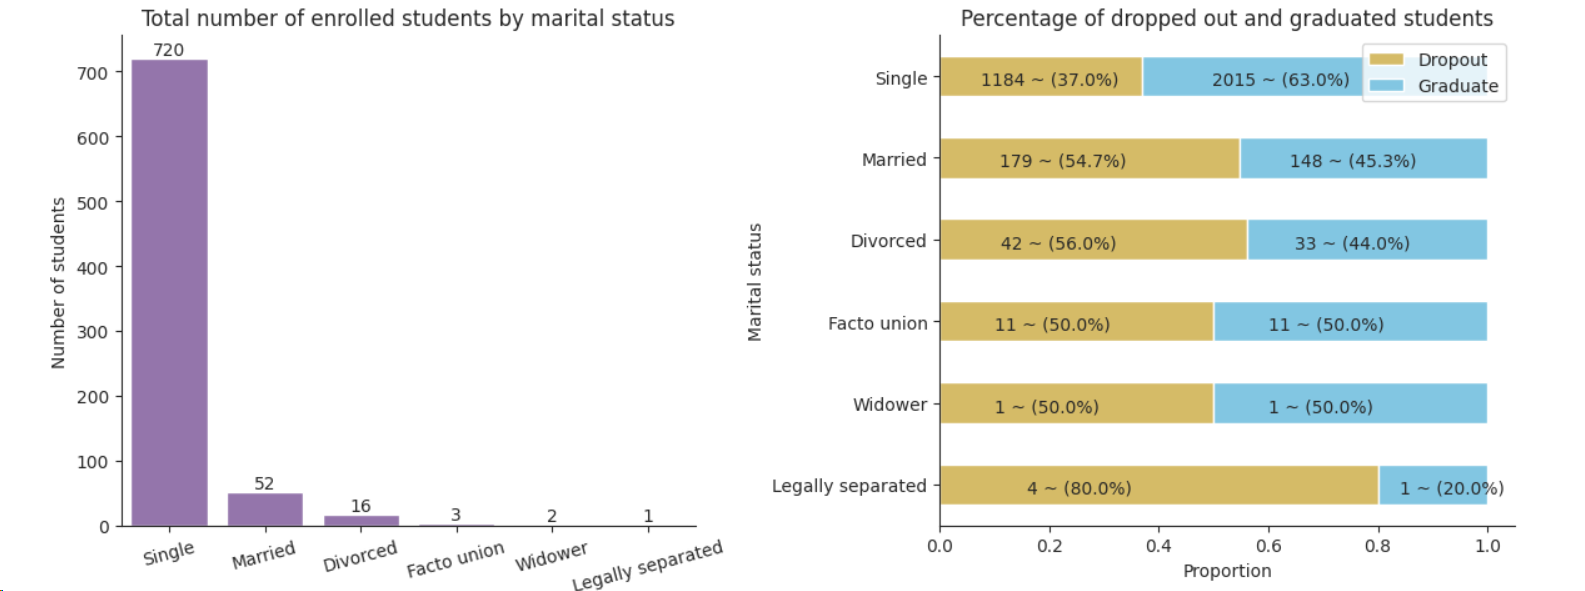 Total number of enrolled students by marital status
720
700
600
500
400
300
200
100
0
Number of students
52
16
3
2
1
Single
Married
Divorced
Facto union
Widower
Legally separated
Percentage of dropped out and graduated students
Dropout
Graduate
Marital status
Single
1184 ~ (37.0%)
2015 ~ (63.0%)
Married
179 ~ (54.7%)
148 ~ (45.3%)
Divorced
42 ~ (56.0%)
33 ~ (44.0%)
Facto union
11 ~ (50.0%)
11 ~ (50.0%)
Widower
1 ~ (50.0%)
1 ~ (50.0%)
Legally separated
4 ~ (80.0%)
1 ~ (20.0%)
0.0
0.2
0.4
0.6
0.8
1.0
Proportion